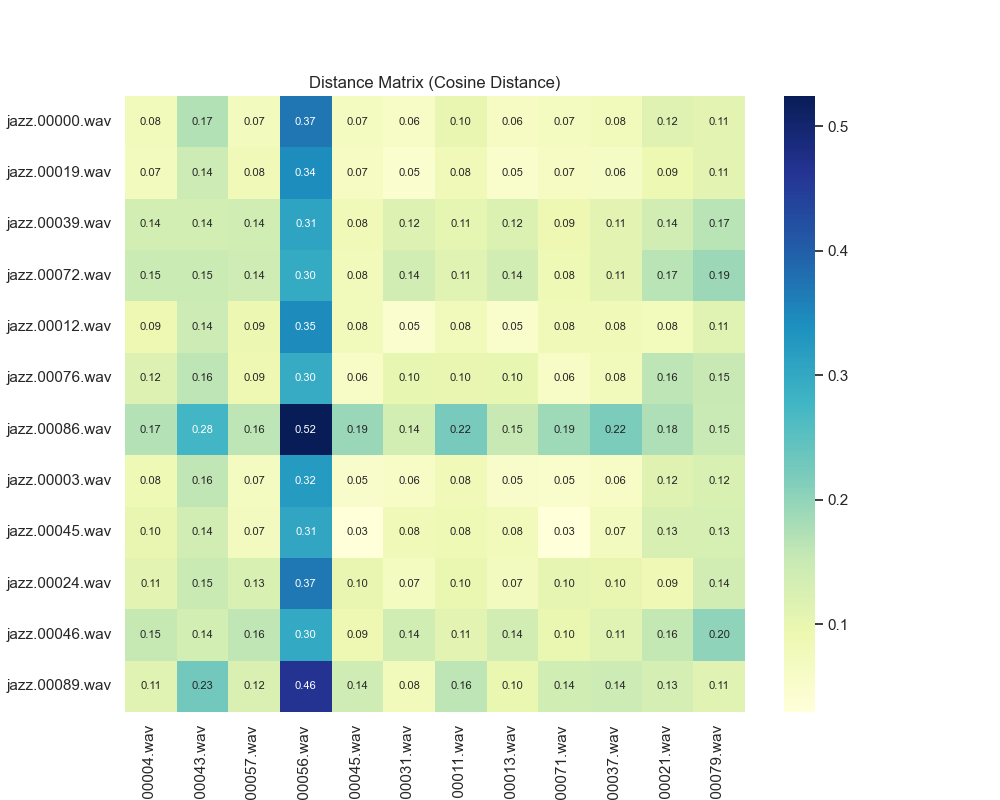 Distance Matrix (Cosine Distance)
jazz.00000.wav 0.08 0.17 0.07 0.37 0.07 0.06 0.10 0.06 0.07 0.08 0.12 0.11
jazz.00019.wav 0.07 0.14 0.08 0.34 0.07 0.05 0.08 0.05 0.07 0.06 0.09 0.11
jazz.00039.wav 0.14 0.14 0.14 0.31 0.08 0.12 0.11 0.12 0.09 0.11 0.14 0.17
jazz.00072.wav 0.15 0.15 0.14 0.30 0.08 0.14 0.11 0.14 0.08 0.11 0.17 0.19
jazz.00012.wav 0.09 0.14 0.09 0.35 0.08 0.05 0.08 0.05 0.08 0.08 0.08 0.11
jazz.00076.wav 0.12 0.16 0.09 0.30 0.06 0.10 0.10 0.10 0.06 0.08 0.16 0.15
jazz.00086.wav 0.17 0.28 0.16 0.52 0.19 0.14 0.22 0.15 0.19 0.22 0.18 0.15
jazz.00003.wav 0.08 0.16 0.07 0.32 0.05 0.06 0.08 0.05 0.05 0.06 0.12 0.12
jazz.00045.wav 0.10 0.14 0.07 0.31 0.03 0.08 0.08 0.08 0.03 0.07 0.13 0.13
jazz.00024.wav 0.11 0.15 0.13 0.37 0.10 0.07 0.10 0.07 0.10 0.10 0.09 0.14
jazz.00046.wav 0.15 0.14 0.16 0.30 0.09 0.14 0.11 0.14 0.10 0.11 0.16 0.20
jazz.00089.wav 0.11 0.23 0.12 0.46 0.14 0.08 0.16 0.10 0.14 0.14 0.13 0.11
00004.wav
00043.wav
00057.wav
00056.wav
00045.wav
00031.wav
00011.wav
00013.wav
00071.wav
00037.wav
00021.wav
00079.wav
0.5
0.4
0.3
0.2
0.1